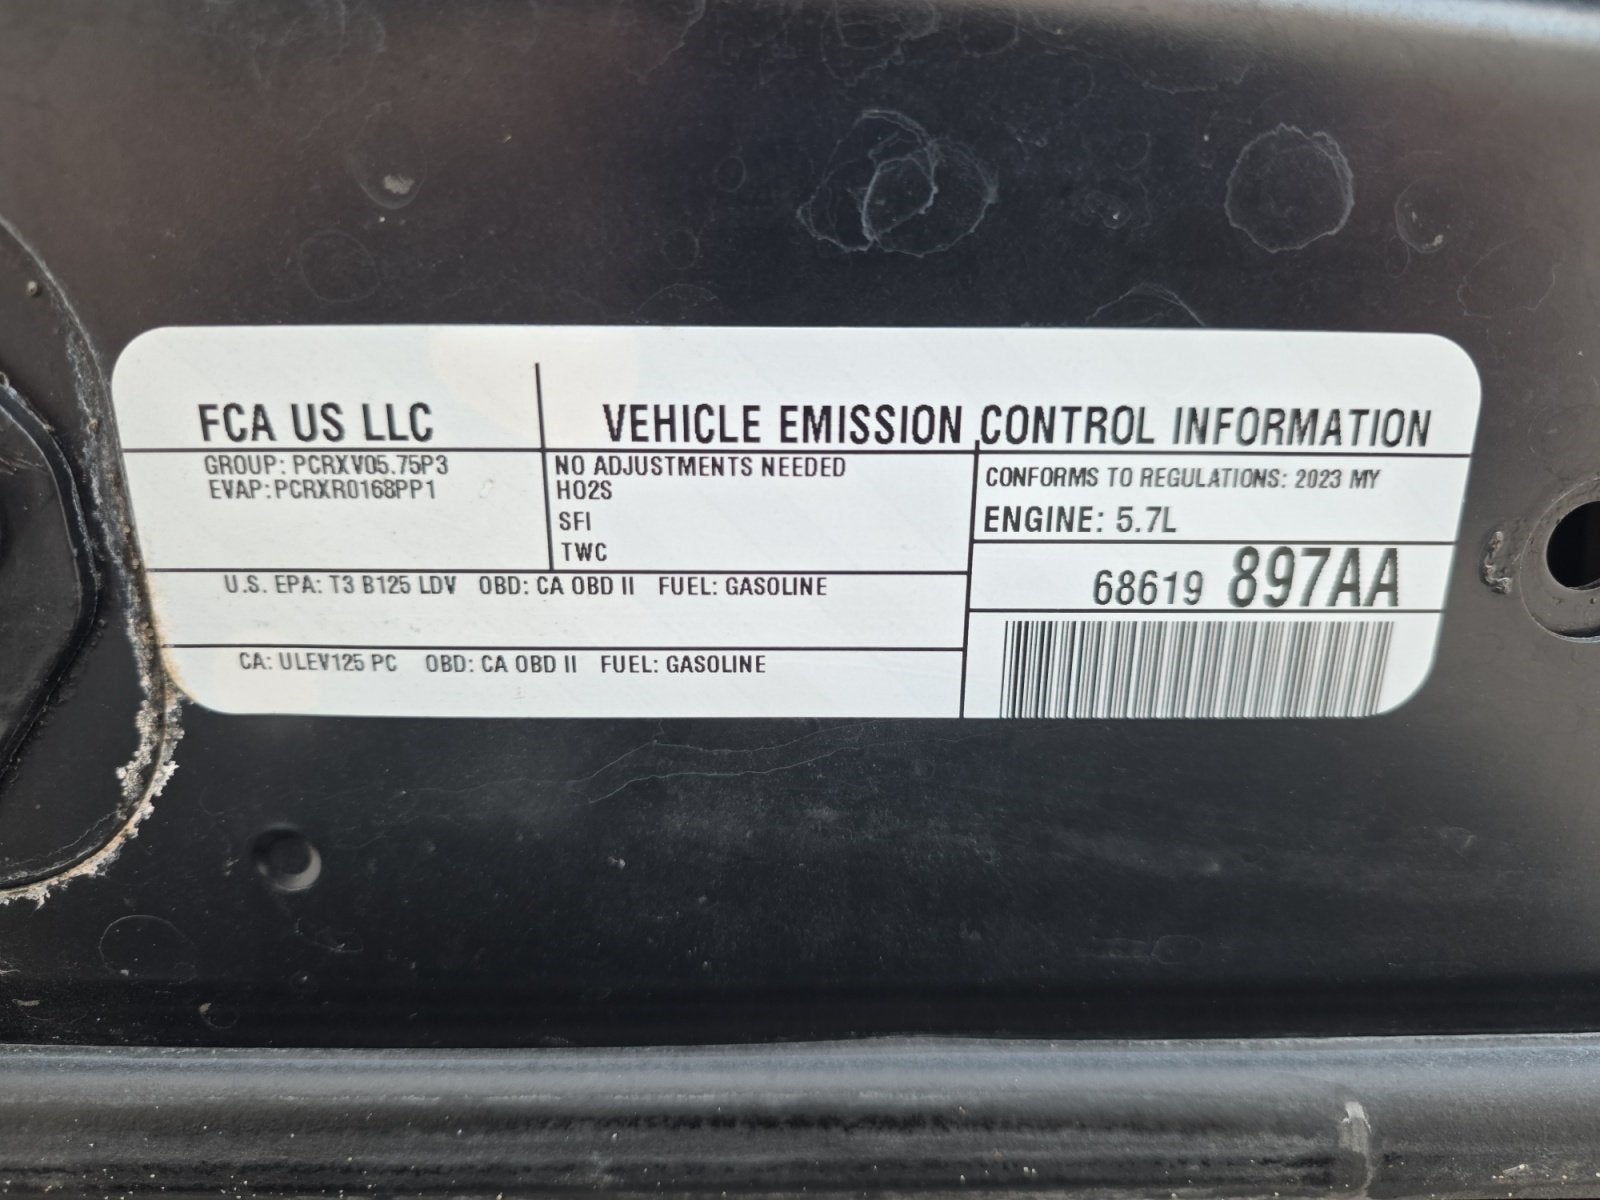 FCA US LLC
VEHICLE EMISSION CONTROL INFORMATION
GROUP: PCRXV05.75P3
EVAP:PCRXR0168PP1
NO ADJUSTMENTS NEEDED
HO2S
SFI
TWC
CONFORMS TO REGULATIONS: 2023 MY
ENGINE: 5.7L
68619 897AA
U.S. EPA: T3 B125 LDV OBD: CA OBD II FUEL: GASOLINE
CA: ULEV125 PC OBD: CA OBD II FUEL: GASOLINE